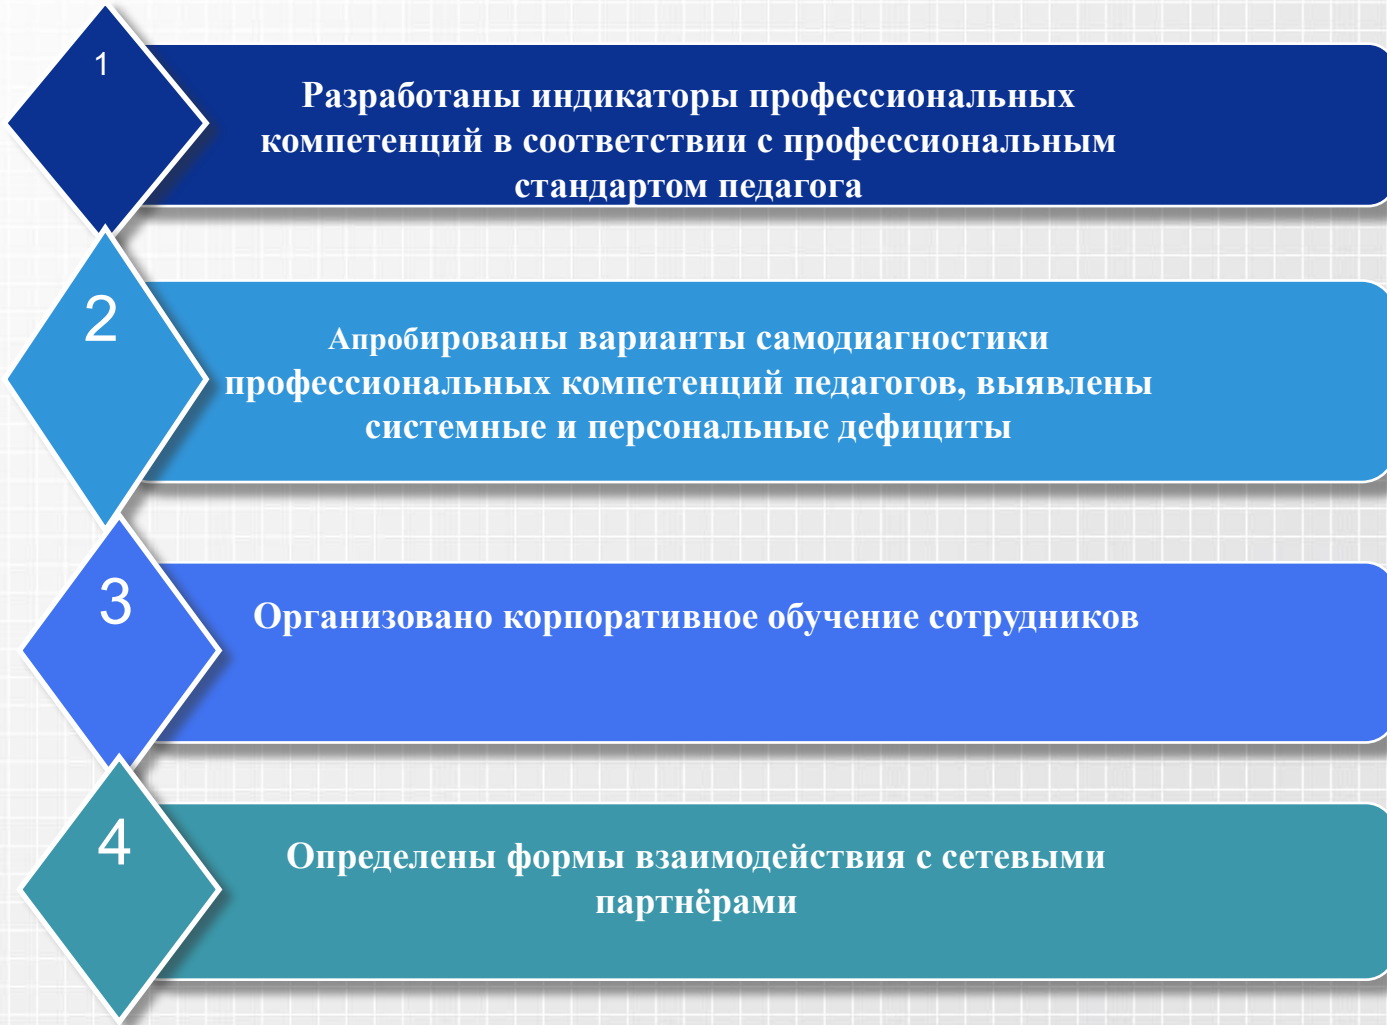 1
Разработаны индикаторы профессиональных
компетенций в соответствии с профессиональным
стандартом педагога
2
Апробированы варианты самодиагностики
профессиональных компетенций педагогов, выявлены
системные и персональные дефициты
3
Организовано корпоративное обучение сотрудников
4
Определены формы взаимодействия с сетевыми
партнёрами